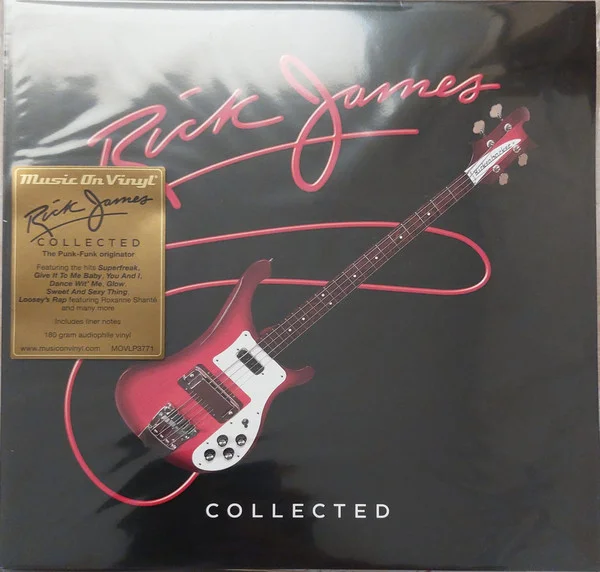 Rick James
Rickenbacker
Music On Vinyl
Rick James
COLLECTED
The Punk-Funk originator
Featuring the hits Superfreak,
Give It To Me Baby, You And I,
Dance Wit' Me, Glow
Sweet And Sexy Thing
Loosey's Rap featuring Roxanne Shanté
and many more
Includes liner notes
180 gram audiophile vinyl
www.musiconvinyl.com MOVLP3771
COLLECTED